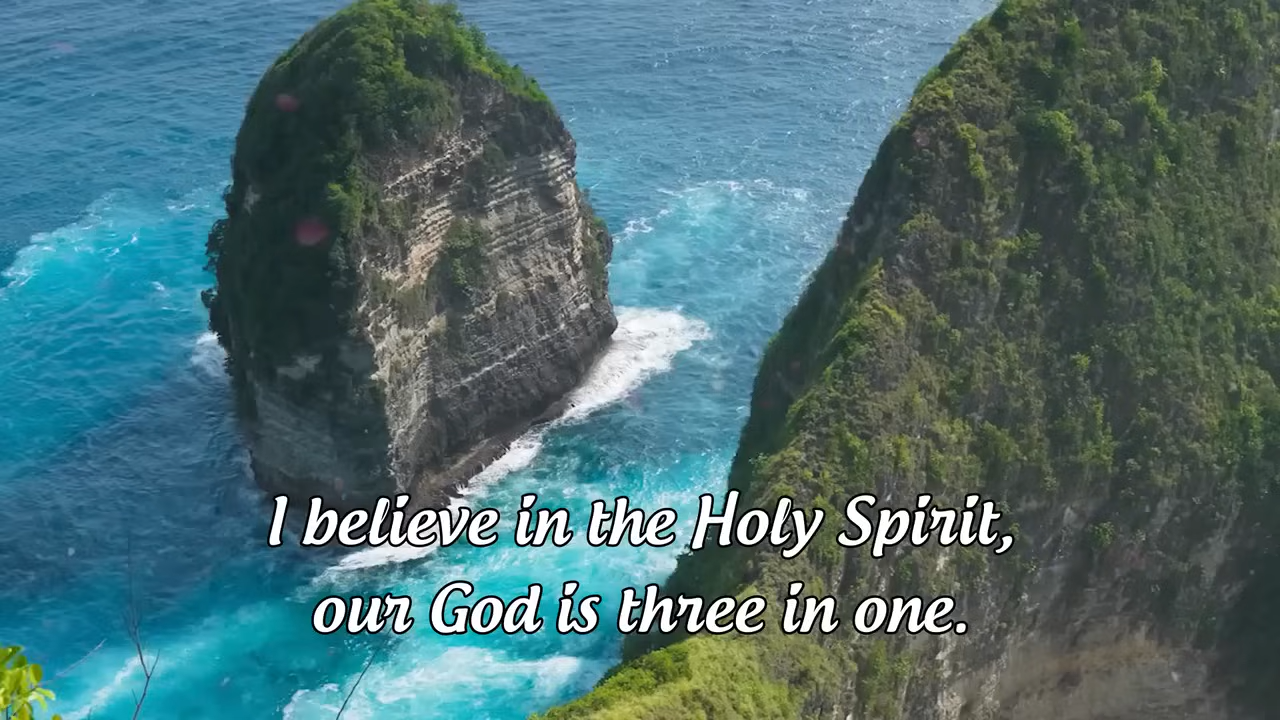 I believe in the Holy Spirit,
our God is three in one.